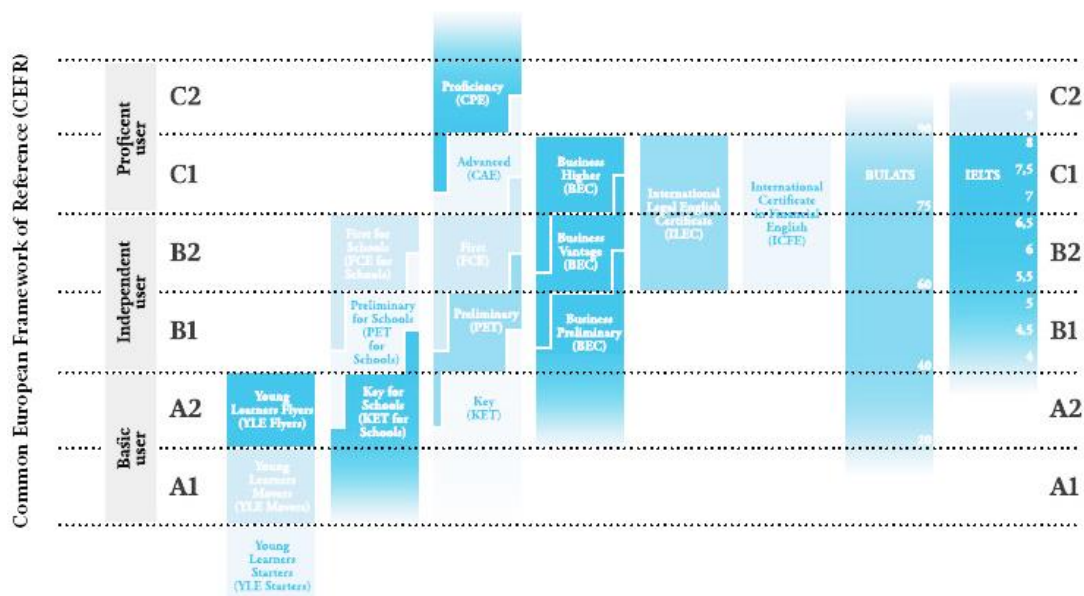 Common European Framework of Reference (CEFR)
Proficent
user
Independent
user
Basic
user
C2
C1
B2
B1
A2
A1
Young
Learners Flyers
(YLE Flyers)
Young
Learners
Movers
(YLE Movers)
Young
Learners
Starters
(YLE Starters)
First for
Schools
(FCE for
Schools)
Preliminary
for Schools
(PET
for
Schools)
Key for
Schools
(KET for
Schools)
Proficiency
(CPE)
Advanced
(CAE)
First
(FCE)
Preliminary
(PET)
Key
(KET)
Business
Higher
(BEC)
Business
Vantage
(BEC)
Business
Preliminary
(BEC)
International
Legal English
Certificate
(ILEC)
International
Certificate
in Financial
English
(ICFE)
BULATS
90
75
60
40
20
IELTS
9
8
7,5
7
6,5
6
5,5
5
4,5
4
C2
C1
B2
B1
A2
A1